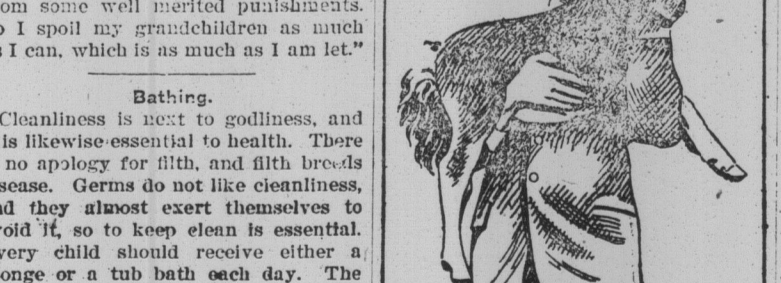 om some well merited punishments.
I spoil my grandchildren as much
I can, which is as much as I am let."
Bathing.
Cleanliness is next to godliness, and
is likewise essential to health. There
no apology for filth, and filth breeds
sease. Germs do not like cleanliness,
nd they almost exert themselves to
void it, so to keep clean is essential.
very child should receive either a
onge or a tub bath each day. The